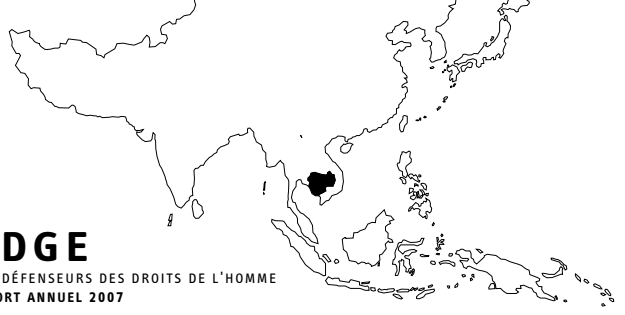 DGE
DÉFENSEURS DES DROITS DE L'HOMME
ORT ANNUEL 2007